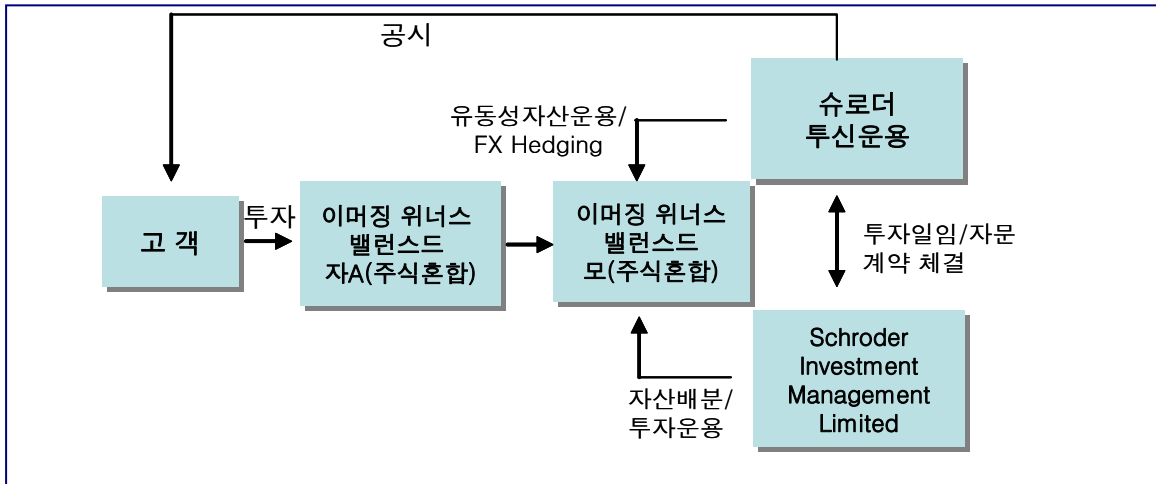 공시
슈로더
투신운용
유동성자산운용/
FX Hedging
고 객
투자
이머징 위너스
밸런스드
자A(주식혼합)
이머징 위너스
밸런스드
모(주식혼합)
투자일임/자문
계약 체결
Schroder
Investment
Management
Limited
자산배분/
투자운용